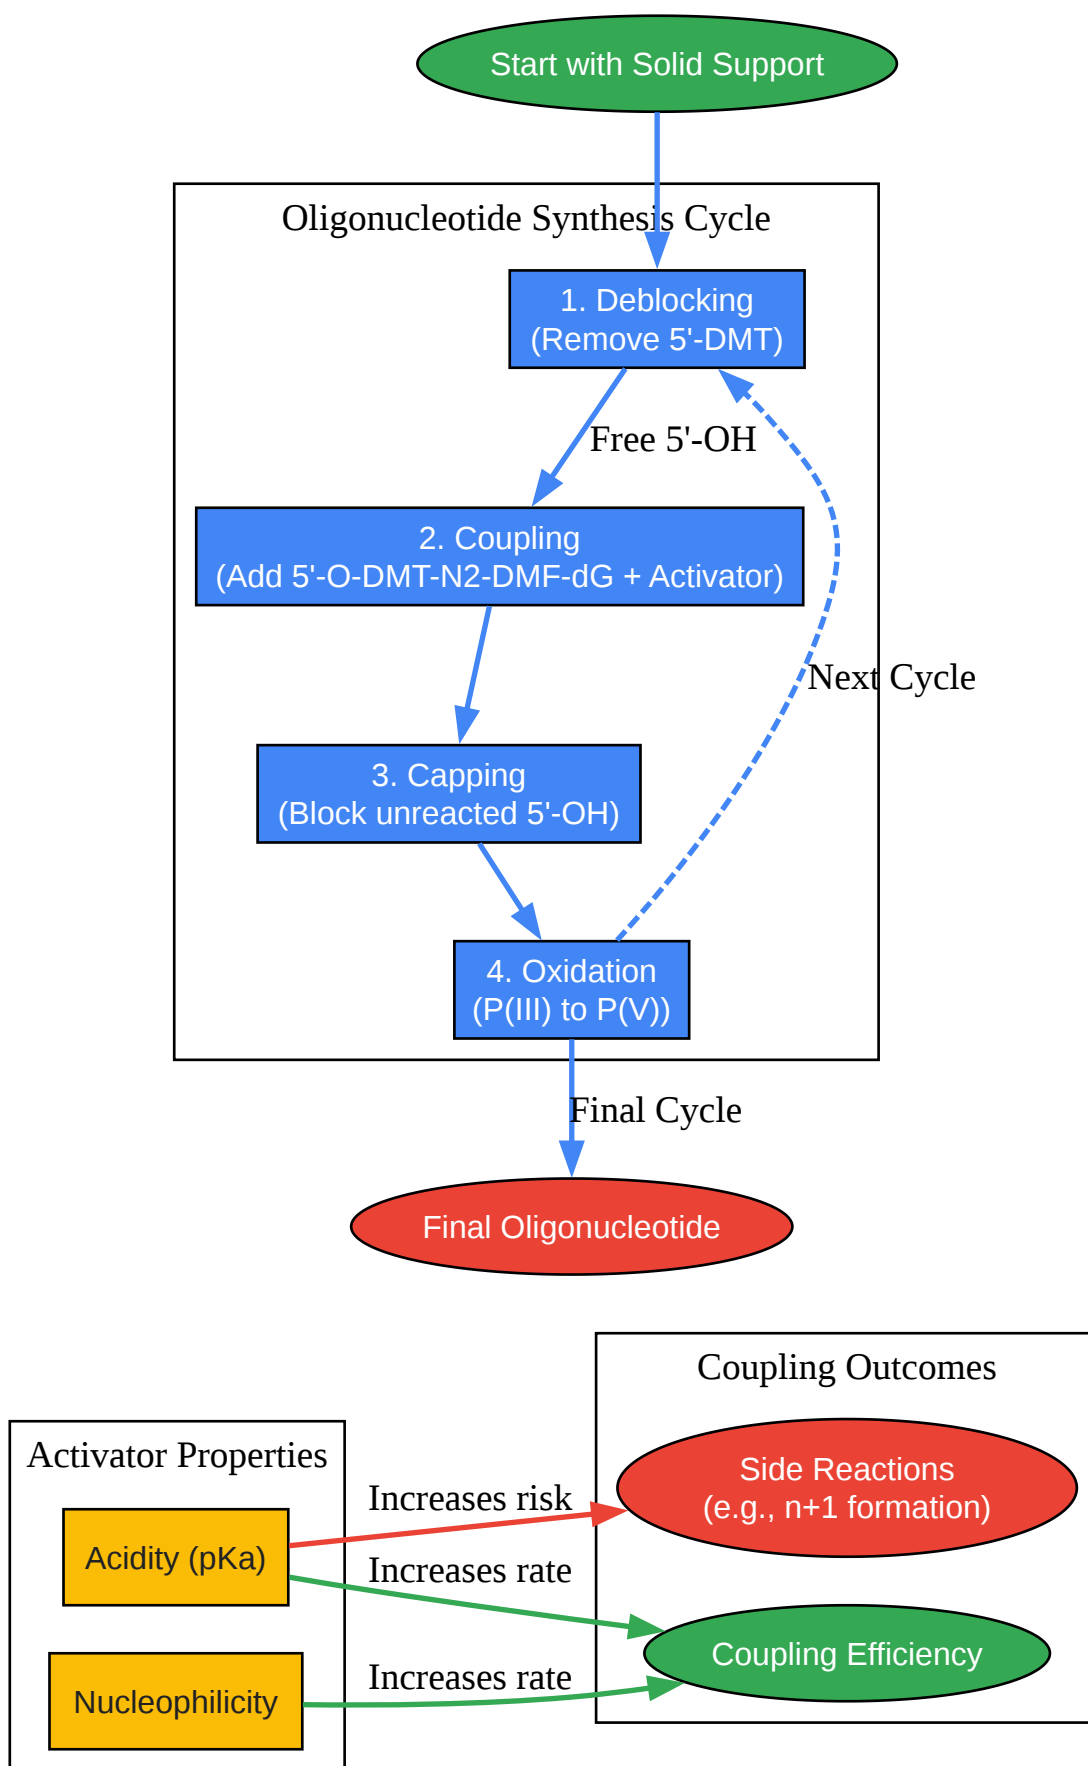 Start with Solid Support
Oligonucleotide Synthesis Cycle
1. Deblocking
(Remove 5'-DMT)
Free 5'-OH
2. Coupling
(Add 5'-O-DMT-N2-DMF-dG + Activator)
Next Cycle
3. Capping
(Block unreacted 5'-OH)
4. Oxidation
(P(III) to P(V))
Final Cycle
Final Oligonucleotide
Coupling Outcomes
Activator Properties
Side Reactions
(e.g., n+1 formation)
Increases risk
Acidity (pKa)
Increases rate
Coupling Efficiency
Increases rate
Nucleophilicity